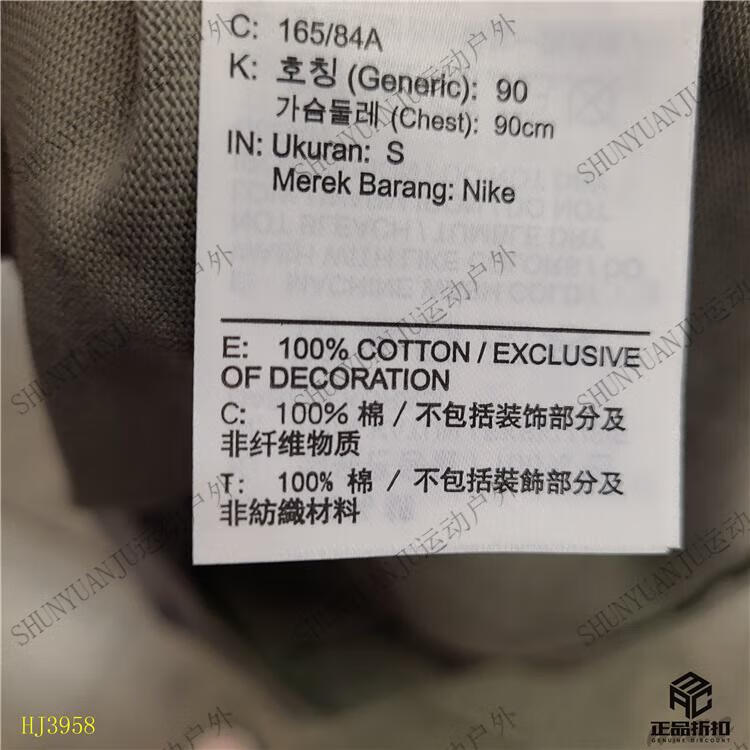 C: 165/84A
K: 호칭 (Generic): 90
가슴둘레 (Chest): 90cm
IN: Ukuran: S
Merek Barang: Nike
E: 100% COTTON / EXCLUSIVE
OF DECORATION
C: 100% 棉 / 不包括装饰部分及
非纤维物质
T: 100% 棉 / 不包括裝飾部分及
非紡織材料
SHUNYUANJU运动户外
HJ3958
正品折扣
GENUINE DISCOUNT